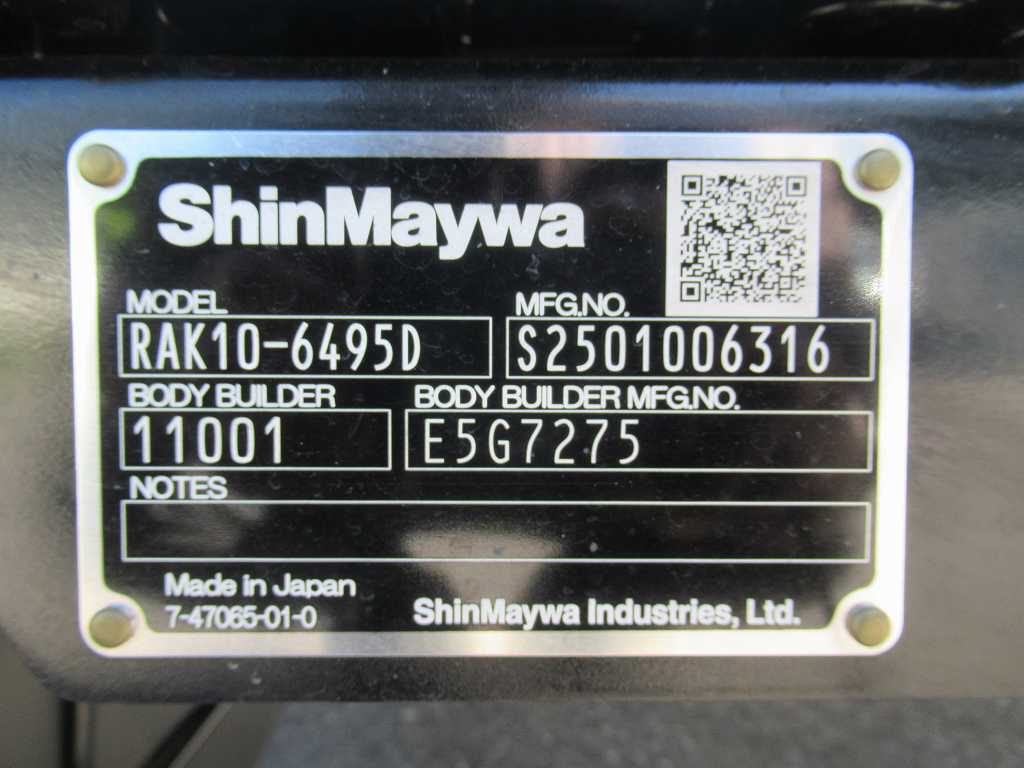 ShinMaywa
MODEL MFG.NO.
RAK10-6495D S2501006316
BODY BUILDER BODY BUILDER MFG.NO.
11001 E5G7275
NOTES
Made in Japan
7-47065-01-0 ShinMaywa Industries, Ltd.